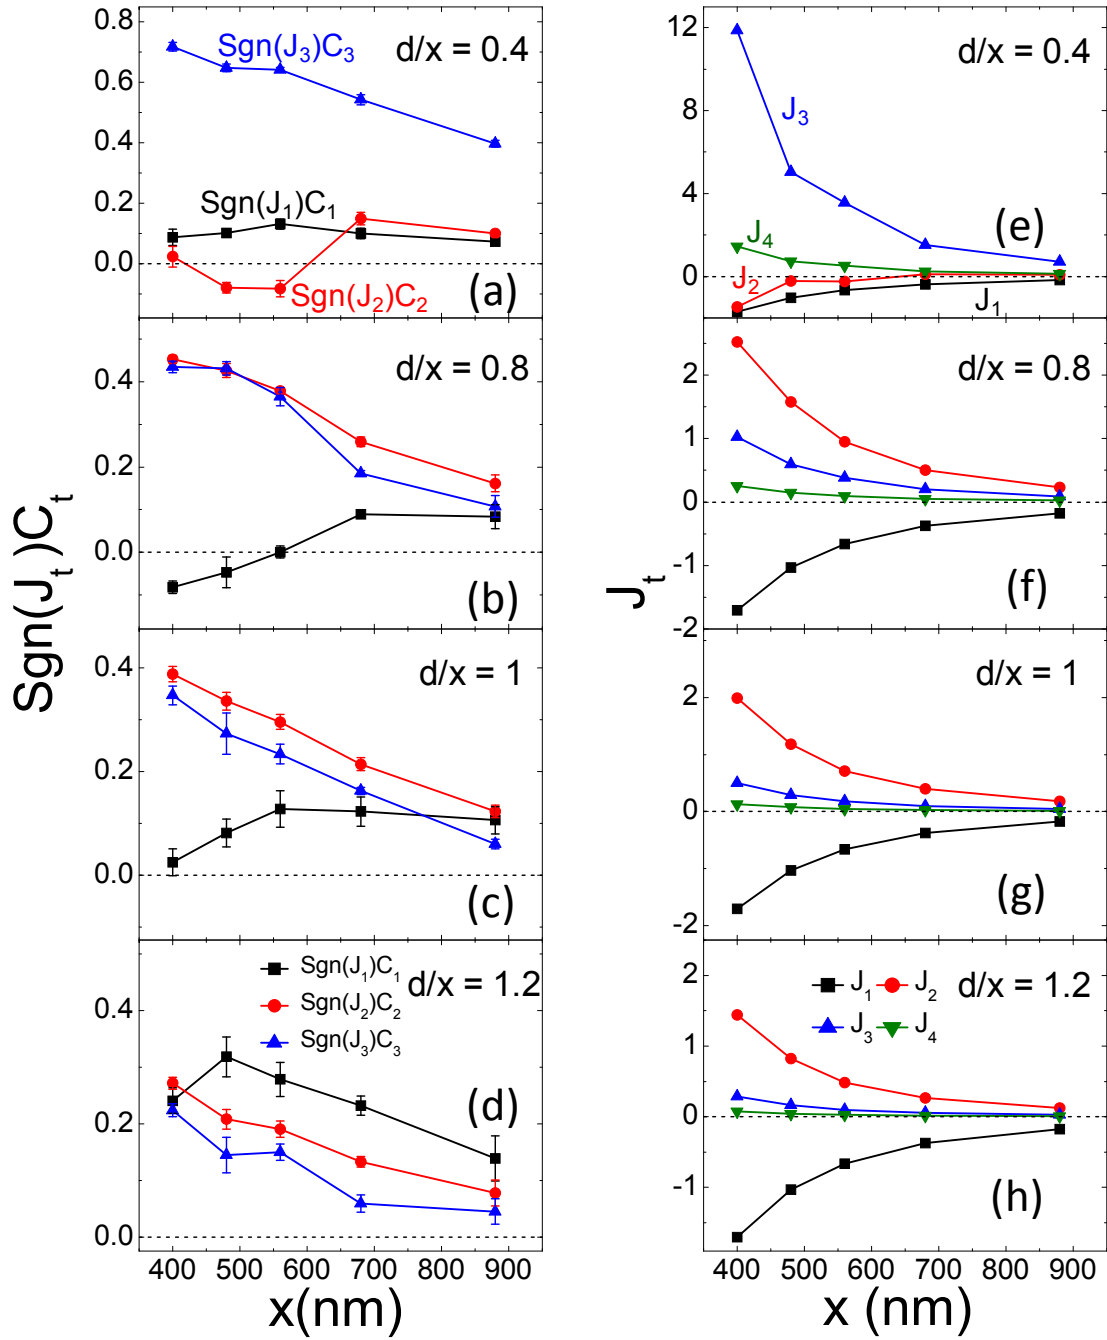 0.8
0.6
0.4
0.2
0.0
Sgn(J₃)C₃
d/x = 0.4
Sgn(J₁)C₁
Sgn(J₂)C₂
(a)
0.4
0.2
0.0
d/x = 0.8
(b)
0.4
0.2
0.0
d/x = 1
(c)
0.4
0.2
0.0
Sgn(J₁)C₁
Sgn(J₂)C₂
Sgn(J₃)C₃
d/x = 1.2
(d)
400 500 600 700 800 900
x(nm)
Sgn(Jₜ)Cₜ
12
8
4
0
d/x = 0.4
J₃
J₄
J₂
J₁
(e)
2
1
0
-1
-2
d/x = 0.8
(f)
2
0
-2
d/x = 1
(g)
2
1
0
-1
J₁ J₂
J₃ J₄
d/x = 1.2
(h)
400 500 600 700 800 900
x (nm)
Jₜ